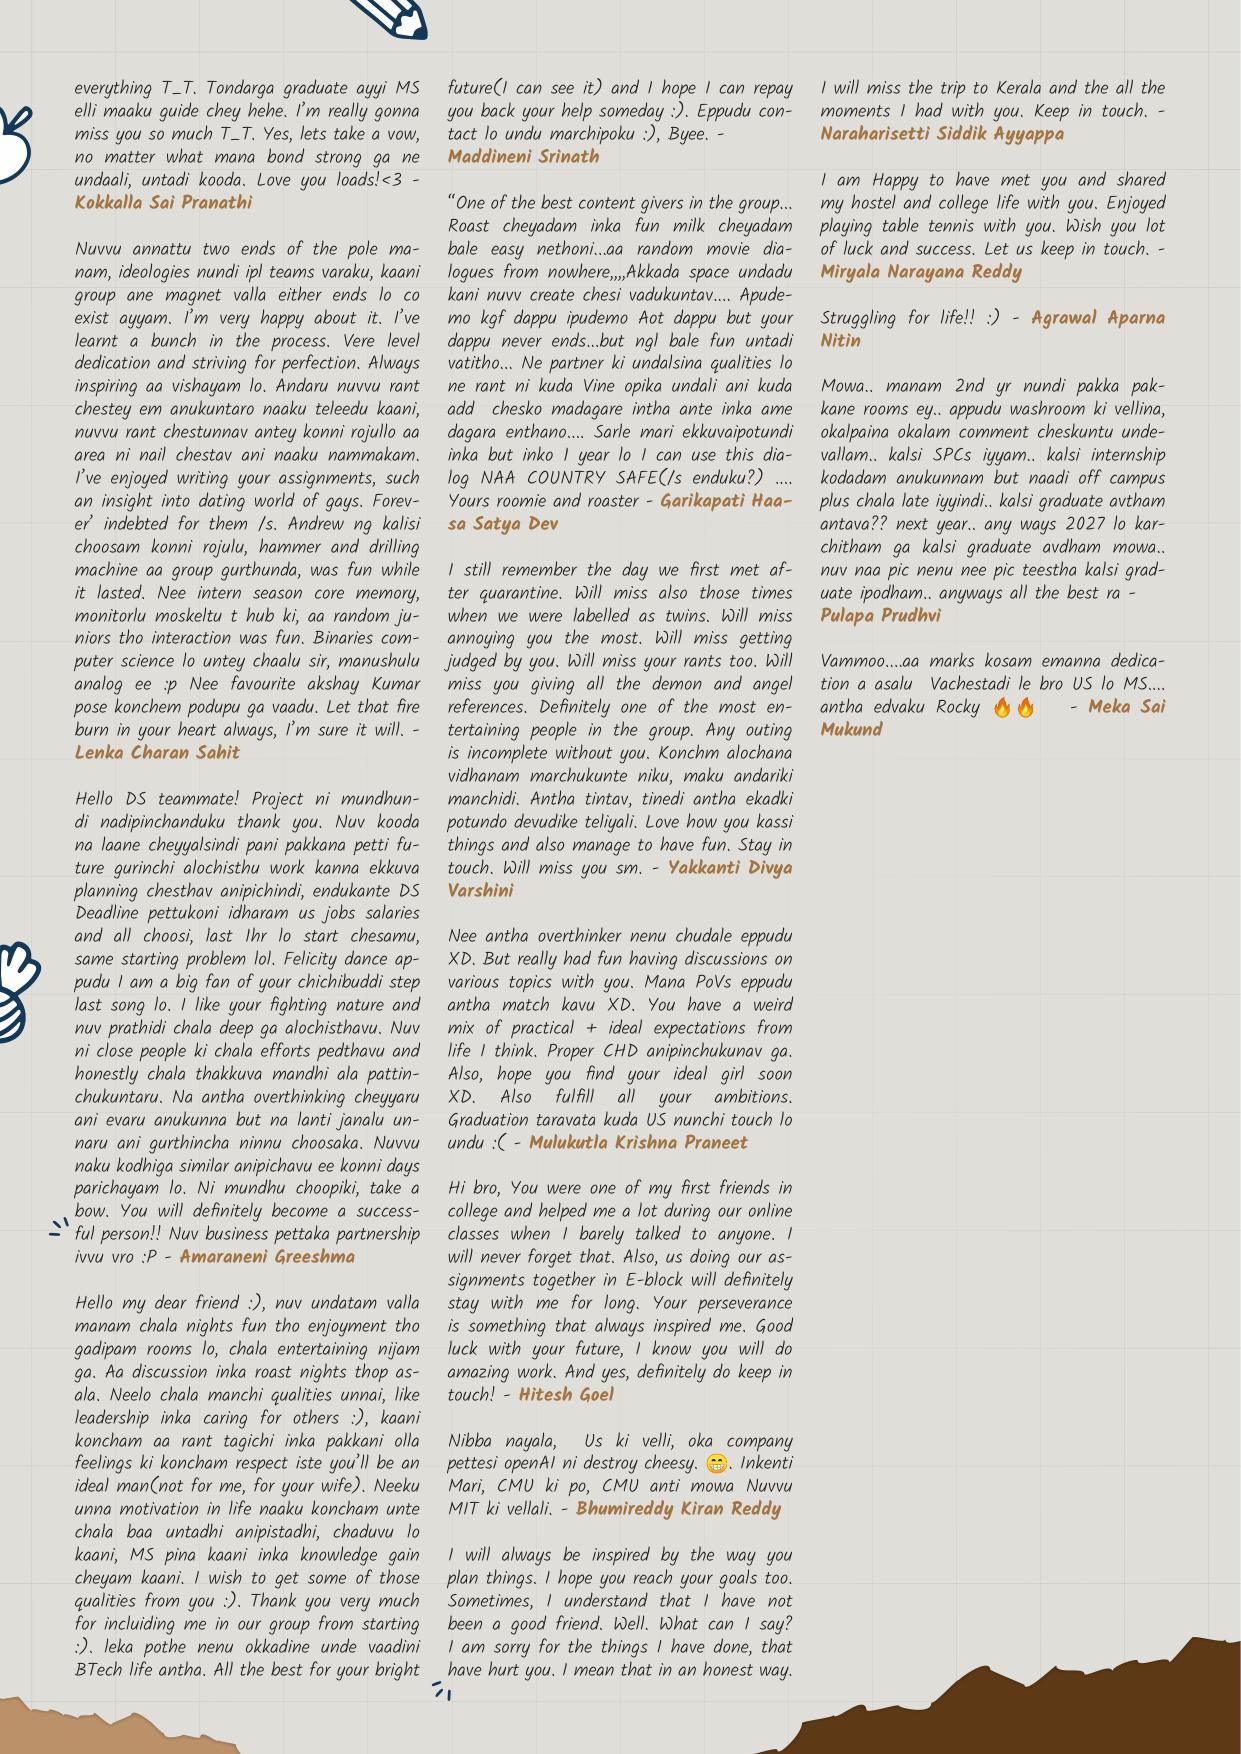 everything T_T. Tondarga graduate ayyi MS
elli maaku guide chey hehe. I'm really gonna
miss you so much T_T. Yes, lets take a vow,
no matter what mana bond strong ga ne
undaali, untadi kooda. Love you loads!<3 -
Kokkalla Sai Pranathi
Nuvvu annattu two ends of the pole ma-
nam, ideologies nundi ipl teams varaku, kaani
group ane magnet valla either ends lo co
exist ayyam. I'm very happy about it. I've
learnt a bunch in the process. Vere level
dedication and striving for perfection. Always
inspiring aa vishayam lo. Andaru nuvvu rant
chestey em anukuntaro naaku teleedu kaani,
nuvvu rant chestunnav antey konni rojullo aa
area ni nail chestav ani naaku nammakam.
I've enjoyed writing your assignments, such
an insight into dating world of gays. Forev-
er' indebted for them /s. Andrew ng kalisi
choosam konni rojulu, hammer and drilling
machine aa group gurthunda, was fun while
it lasted. Nee intern season core memory,
monitorlu moskeltu t hub ki, aa random ju-
niors tho interaction was fun. Binaries com-
puter science lo untey chaalu sir, manushulu
analog ee :p Nee favourite akshay Kumar
pose konchem podupu ga vaadu. Let that fire
burn in your heart always, I'm sure it will. -
Lenka Charan Sahit
Hello DS teammate! Project ni mundhun-
di nadipinchanduku thank you. Nuv kooda
na laane cheyyalsindi pani pakkana petti fu-
ture gurinchi alochisthu work kanna ekkuva
planning chesthav anipichindi, endukante DS
Deadline pettukoni idharam us jobs salaries
and all choosi, last 1hr lo start chesamu,
same starting problem lol. Felicity dance ap-
pudu I am a big fan of your chichibuddi step
last song lo. I like your fighting nature and
nuv prathidi chala deep ga alochisthavu. Nuv
ni close people ki chala efforts pedthavu and
honestly chala thakkuva mandhi ala pattin-
chukuntaru. Na antha overthinking cheyyaru
ani evaru anukunna but na lanti janalu un-
naru ani gurthincha ninnu choosaka. Nuvvu
naku kodhiga similar anipichavu ee konni days
parichayam lo. Ni mundhu choopiki, take a
bow. You will definitely become a success-
ful person!! Nuv business pettaka partnership
ivvu vro :P - Amaraneni Greeshma
Hello my dear friend :), nuv undatam valla
manam chala nights fun tho enjoyment tho
gadipam rooms lo, chala entertaining nijam
ga. Aa discussion inka roast nights thop as-
ala. Neelo chala manchi qualities unnai, like
leadership inka caring for others :), kaani
koncham aa rant tagichi inka pakkani olla
feelings ki koncham respect iste you'll be an
ideal man(not for me, for your wife). Neeku
unna motivation in life naaku koncham unte
chala baa untadhi anipistadhi, chaduvu lo
kaani, MS pina kaani inka knowledge gain
cheyam kaani. I wish to get some of those
qualities from you :). Thank you very much
for incluiding me in our group from starting
:). leka pothe nenu okkadine unde vaadini
BTech life antha. All the best for your bright
future(I can see it) and I hope I can repay
you back your help someday :). Eppudu con-
tact lo undu marchipoku :), Byee. -
Maddineni Srinath
“One of the best content givers in the group...
Roast cheyadam inka fun milk cheyadam
bale easy nethoni...aa random movie dia-
logues from nowhere,,,,Akkada space undadu
kani nuvv create chesi vadukuntav.... Apude-
mo kgf dappu ipudemo Aot dappu but your
dappu never ends...but ngl bale fun untadi
vatitho... Ne partner ki undalsina qualities lo
ne rant ni kuda Vine opika undali ani kuda
add chesko madagare intha ante inka ame
dagara enthano.... Sarle mari ekkuvaipotundi
inka but inko 1 year lo I can use this dia-
log NAA COUNTRY SAFE(/s enduku?) ....
Yours roomie and roaster - Garikapati Haa-
sa Satya Dev
I still remember the day we first met af-
ter quarantine. Will miss also those times
when we were labelled as twins. Will miss
annoying you the most. Will miss getting
judged by you. Will miss your rants too. Will
miss you giving all the demon and angel
references. Definitely one of the most en-
tertaining people in the group. Any outing
is incomplete without you. Konchm alochana
vidhanam marchukunte niku, maku andariki
manchidi. Antha tintav, tinedi antha ekadki
potundo devudike teliyali. Love how you kassi
things and also manage to have fun. Stay in
touch. Will miss you sm. - Yakkanti Divya
Varshini
Nee antha overthinker nenu chudale eppudu
XD. But really had fun having discussions on
various topics with you. Mana PoVs eppudu
antha match kavu XD. You have a weird
mix of practical + ideal expectations from
life I think. Proper CHD anipinchukunav ga.
Also, hope you find your ideal girl soon
XD. Also fulfill all your ambitions.
Graduation taravata kuda US nunchi touch lo
undu :( - Mulukutla Krishna Praneet
Hi bro, You were one of my first friends in
college and helped me a lot during our online
classes when I barely talked to anyone. I
will never forget that. Also, us doing our as-
signments together in E-block will definitely
stay with me for long. Your perseverance
is something that always inspired me. Good
luck with your future, I know you will do
amazing work. And yes, definitely do keep in
touch! - Hitesh Goel
Nibba nayala, Us ki velli, oka company
pettesi openAI ni destroy cheesy. 😁. Inkenti
Mari, CMU ki po, CMU anti mowa Nuvvu
MIT ki vellali. - Bhumireddy Kiran Reddy
I will always be inspired by the way you
plan things. I hope you reach your goals too.
Sometimes, I understand that I have not
been a good friend. Well. What can I say?
I am sorry for the things I have done, that
have hurt you. I mean that in an honest way.
I will miss the trip to Kerala and the all the
moments I had with you. Keep in touch. -
Naraharisetti Siddik Ayyappa
I am Happy to have met you and shared
my hostel and college life with you. Enjoyed
playing table tennis with you. Wish you lot
of luck and success. Let us keep in touch. -
Miryala Narayana Reddy
Struggling for life!! :) - Agrawal Aparna
Nitin
Mowa.. manam 2nd yr nundi pakka pak-
kane rooms ey.. appudu washroom ki vellina,
okalpaina okalam comment cheskuntu unde-
vallam.. kalsi SPCs iyyam.. kalsi internship
kodadam anukunnam but naadi off campus
plus chala late iyyindi.. kalsi graduate avtham
antava?? next year.. any ways 2027 lo kar-
chitham ga kalsi graduate avdham mowa..
nuv naa pic nenu nee pic teestha kalsi grad-
uate ipodham.. anyways all the best ra -
Pulapa Prudhvi
Vammoo....aa marks kosam emanna dedica-
tion a asalu Vachestadi le bro US lo MS....
antha edvaku Rocky 🔥🔥 - Meka Sai
Mukund